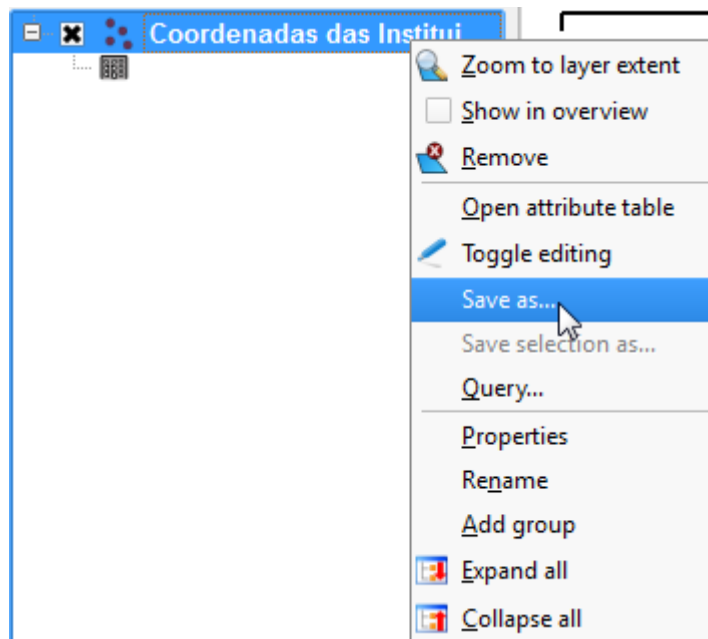 Coordenadas das Institui
Zoom to layer extent
Show in overview
Remove
Open attribute table
Toggle editing
Save as...
Save selection as...
Query...
Properties
Rename
Add group
Expand all
Collapse all